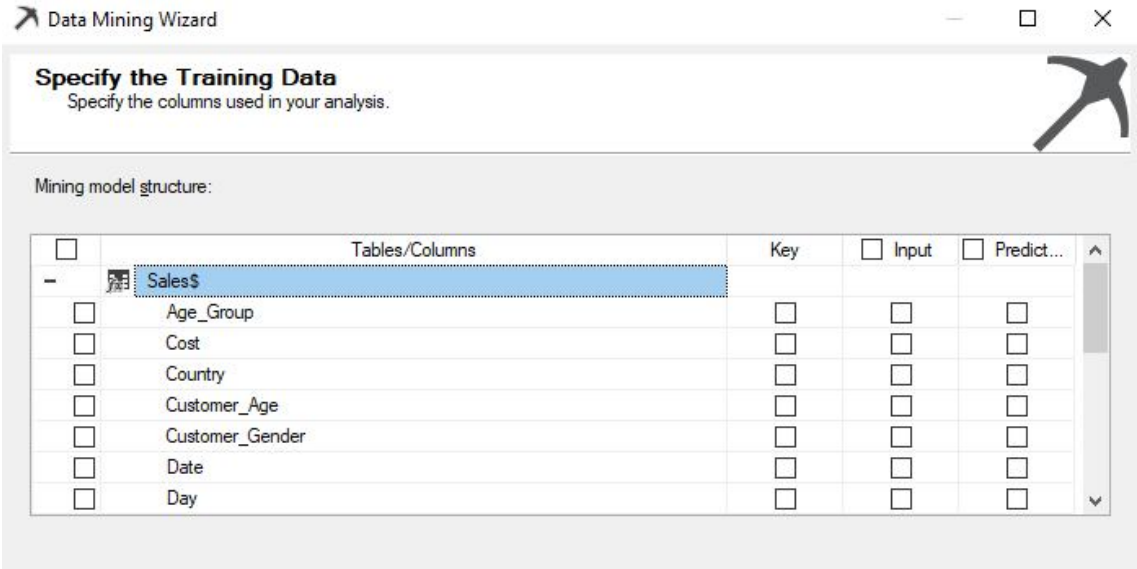 Data Mining Wizard
Specify the Training Data
Specify the columns used in your analysis.
Mining model structure:
Tables/Columns Key Input Predict...
Sales$
Age_Group
Cost
Country
Customer_Age
Customer_Gender
Date
Day